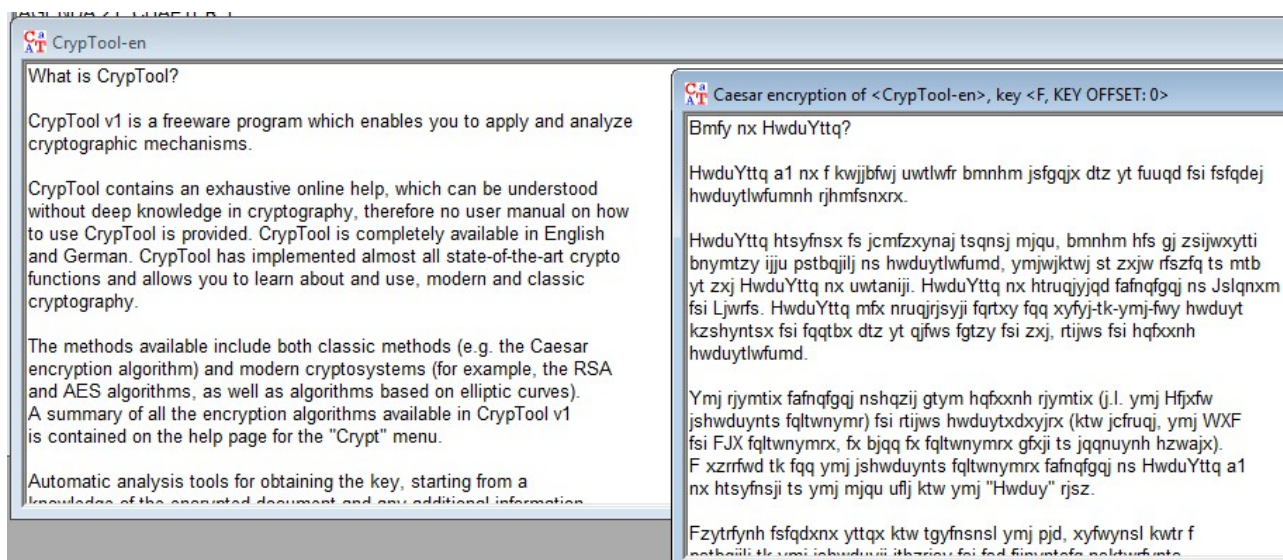 CrypTool-en
What is CrypTool?
CrypTool v1 is a freeware program which enables you to apply and analyze
cryptographic mechanisms.
CrypTool contains an exhaustive online help, which can be understood
without deep knowledge in cryptography, therefore no user manual on how
to use CrypTool is provided. CrypTool is completely available in English
and German. CrypTool has implemented almost all state-of-the-art crypto
functions and allows you to learn about and use, modern and classic
cryptography.
The methods available include both classic methods (e.g. the Caesar
encryption algorithm) and modern cryptosystems (for example, the RSA
and AES algorithms, as well as algorithms based on elliptic curves).
A summary of all the encryption algorithms available in CrypTool v1
is contained on the help page for the "Crypt" menu.
Automatic analysis tools for obtaining the key, starting from a
knowledge of the encrypted document and any additional information
Caesar encryption of <CrypTool-en>, key <F, KEY OFFSET: 0>
Bmfy nx HwduYttq?
HwduYttq a1 nx f kwjjbfwj uwtlwfr bmnhm jsfgqjx dtz yt fuuqd fsi fsfqdej
hwduytlwfumnh rjhmfsnxrx.
HwduYttq htsyfnsx fs jcmfzxynaj tsqnsj mjqu, bmnhm hfs gj zsijwxytti
bnymtzy ijju pstbqjilj ns hwduytlwfumd, ymjwjktwj st zxjw rfszfq ts mtb
yt zxj HwduYttq nx uwtaniji. HwduYttq nx htruqjyjqd fafnqfgqj ns Jslqnxm
fsi Ljwrfs. HwduYttq mfx nruqjrjsyji fqrtxy fqq xyfyj-tk-ymj-fwy hwduyt
kzshyntsx fsi fqqtbx dtz yt qjfws fgtzy fsi zxj, rtijws fsi hqfxxnh
hwduytlwfumd.
Ymj rjymtix fafnqfgqj nshqzij gtym hqfxxnh rjymtix (j.l. ymj Hfjxfw
jshwduynts fqltwnymr) fsi rtijws hwduytxdxyjrx (ktw jcfruqj, ymj WXF
fsi FJX fqltwnymrx, fx bjqq fx fqltwnymrx gfxji ts jqqnuynh hzwajx).
F xzrrfwd tk fqq ymj jshwduynts fqltwnymrx fafnqfgqj ns HwduYttq a1
nx htsyfnsji ts ymj mjqu uflj ktw ymj "Hwduy" rjsz.
Fzytrfynh fsfqdxnx yttqx ktw tgyfnsnsl ymj pjd, xyfwynsl kwtr f